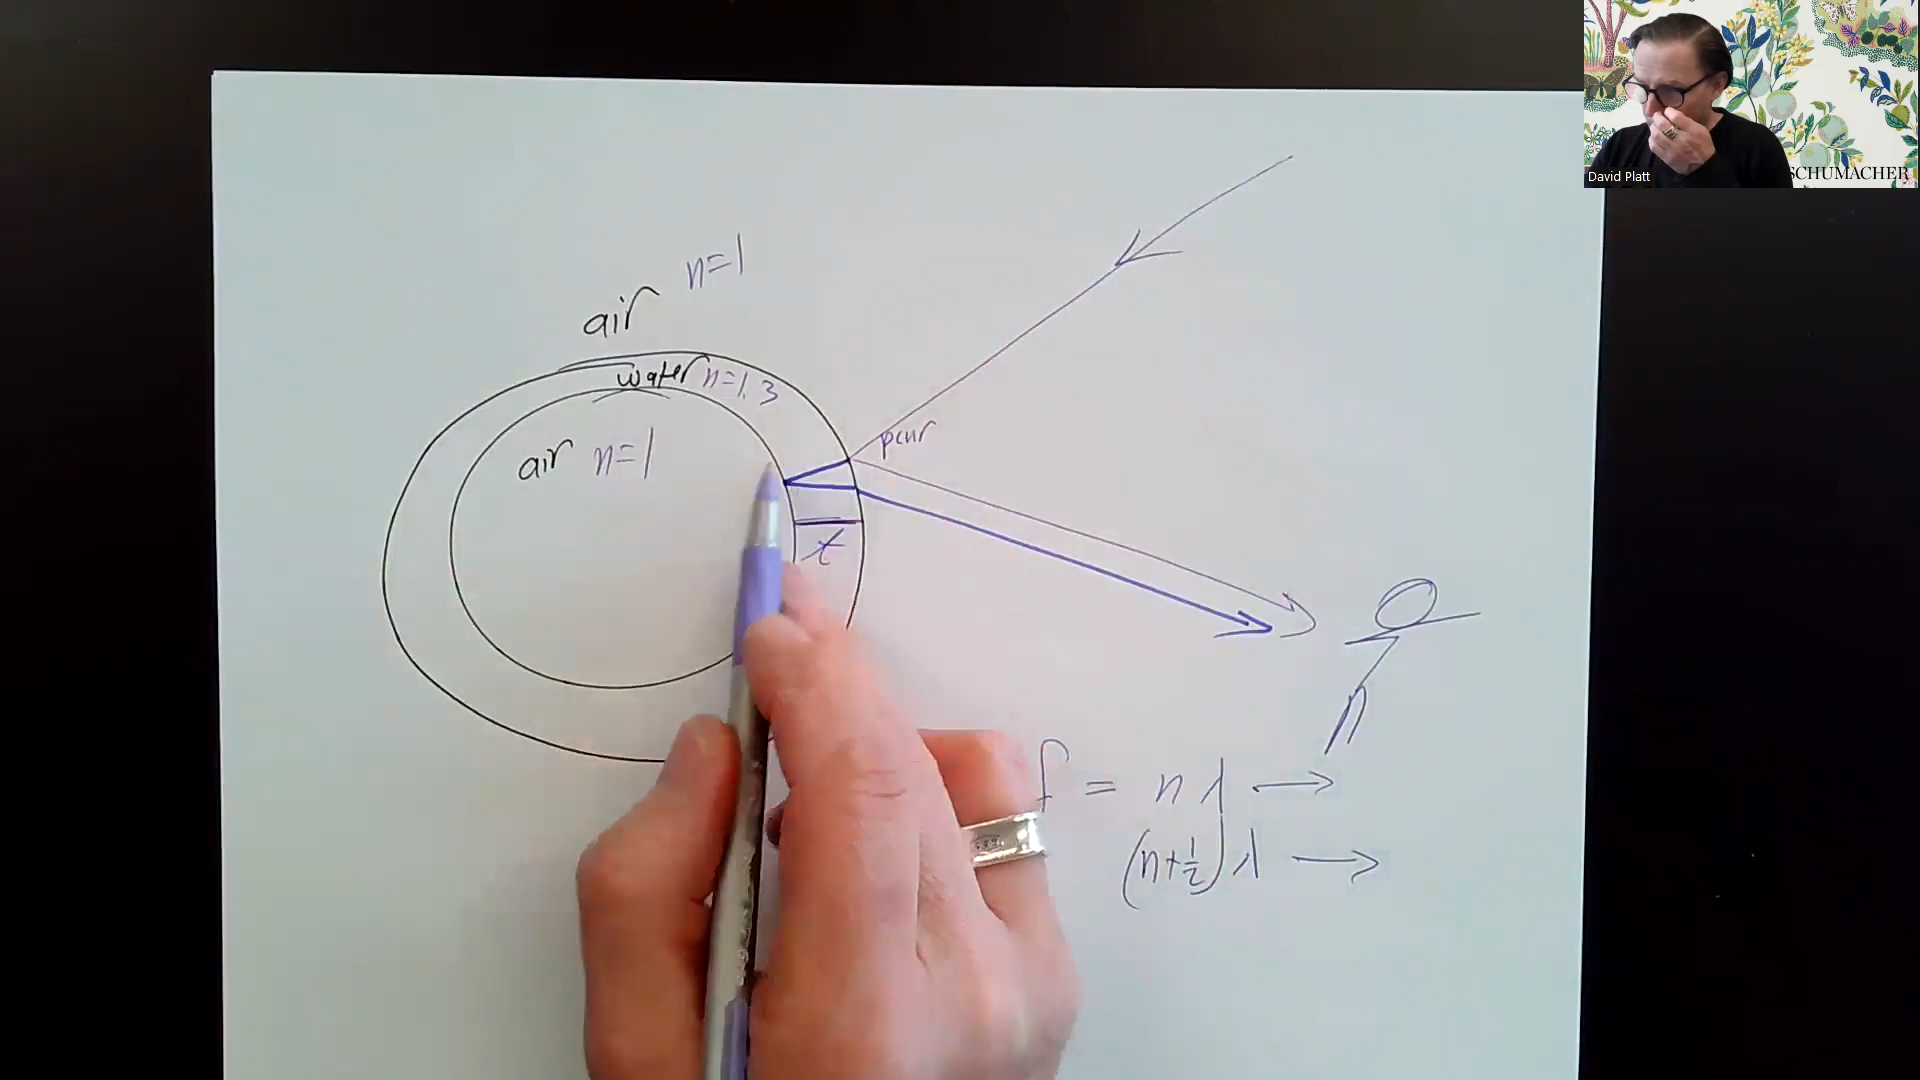 n=1
air
water n=1.3
air n=1
pcur
t
= n λ →
(n+½) λ →
David Platt
SCHUMACHER